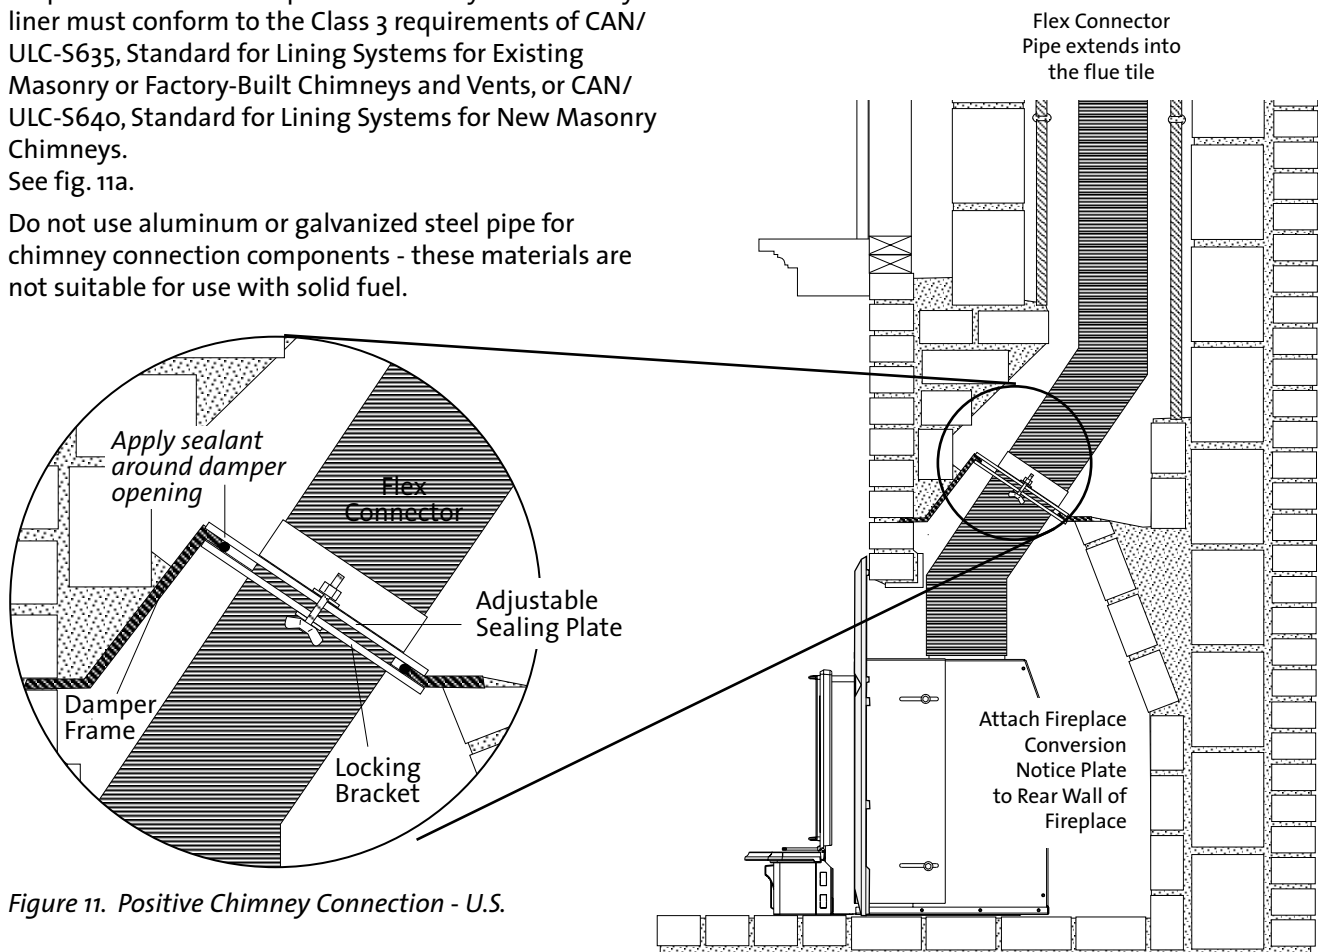 liner must conform to the Class 3 requirements of CAN/
ULC-S635, Standard for Lining Systems for Existing
Masonry or Factory-Built Chimneys and Vents, or CAN/
ULC-S640, Standard for Lining Systems for New Masonry
Chimneys.
See fig. 11a.
Do not use aluminum or galvanized steel pipe for
chimney connection components - these materials are
not suitable for use with solid fuel.
Flex Connector
Pipe extends into
the flue tile
Apply sealant
around damper
opening
Flex
Connector
Adjustable
Sealing Plate
Damper
Frame
Locking
Bracket
Attach Fireplace
Conversion
Notice Plate
to Rear Wall of
Fireplace
Figure 11. Positive Chimney Connection - U.S.